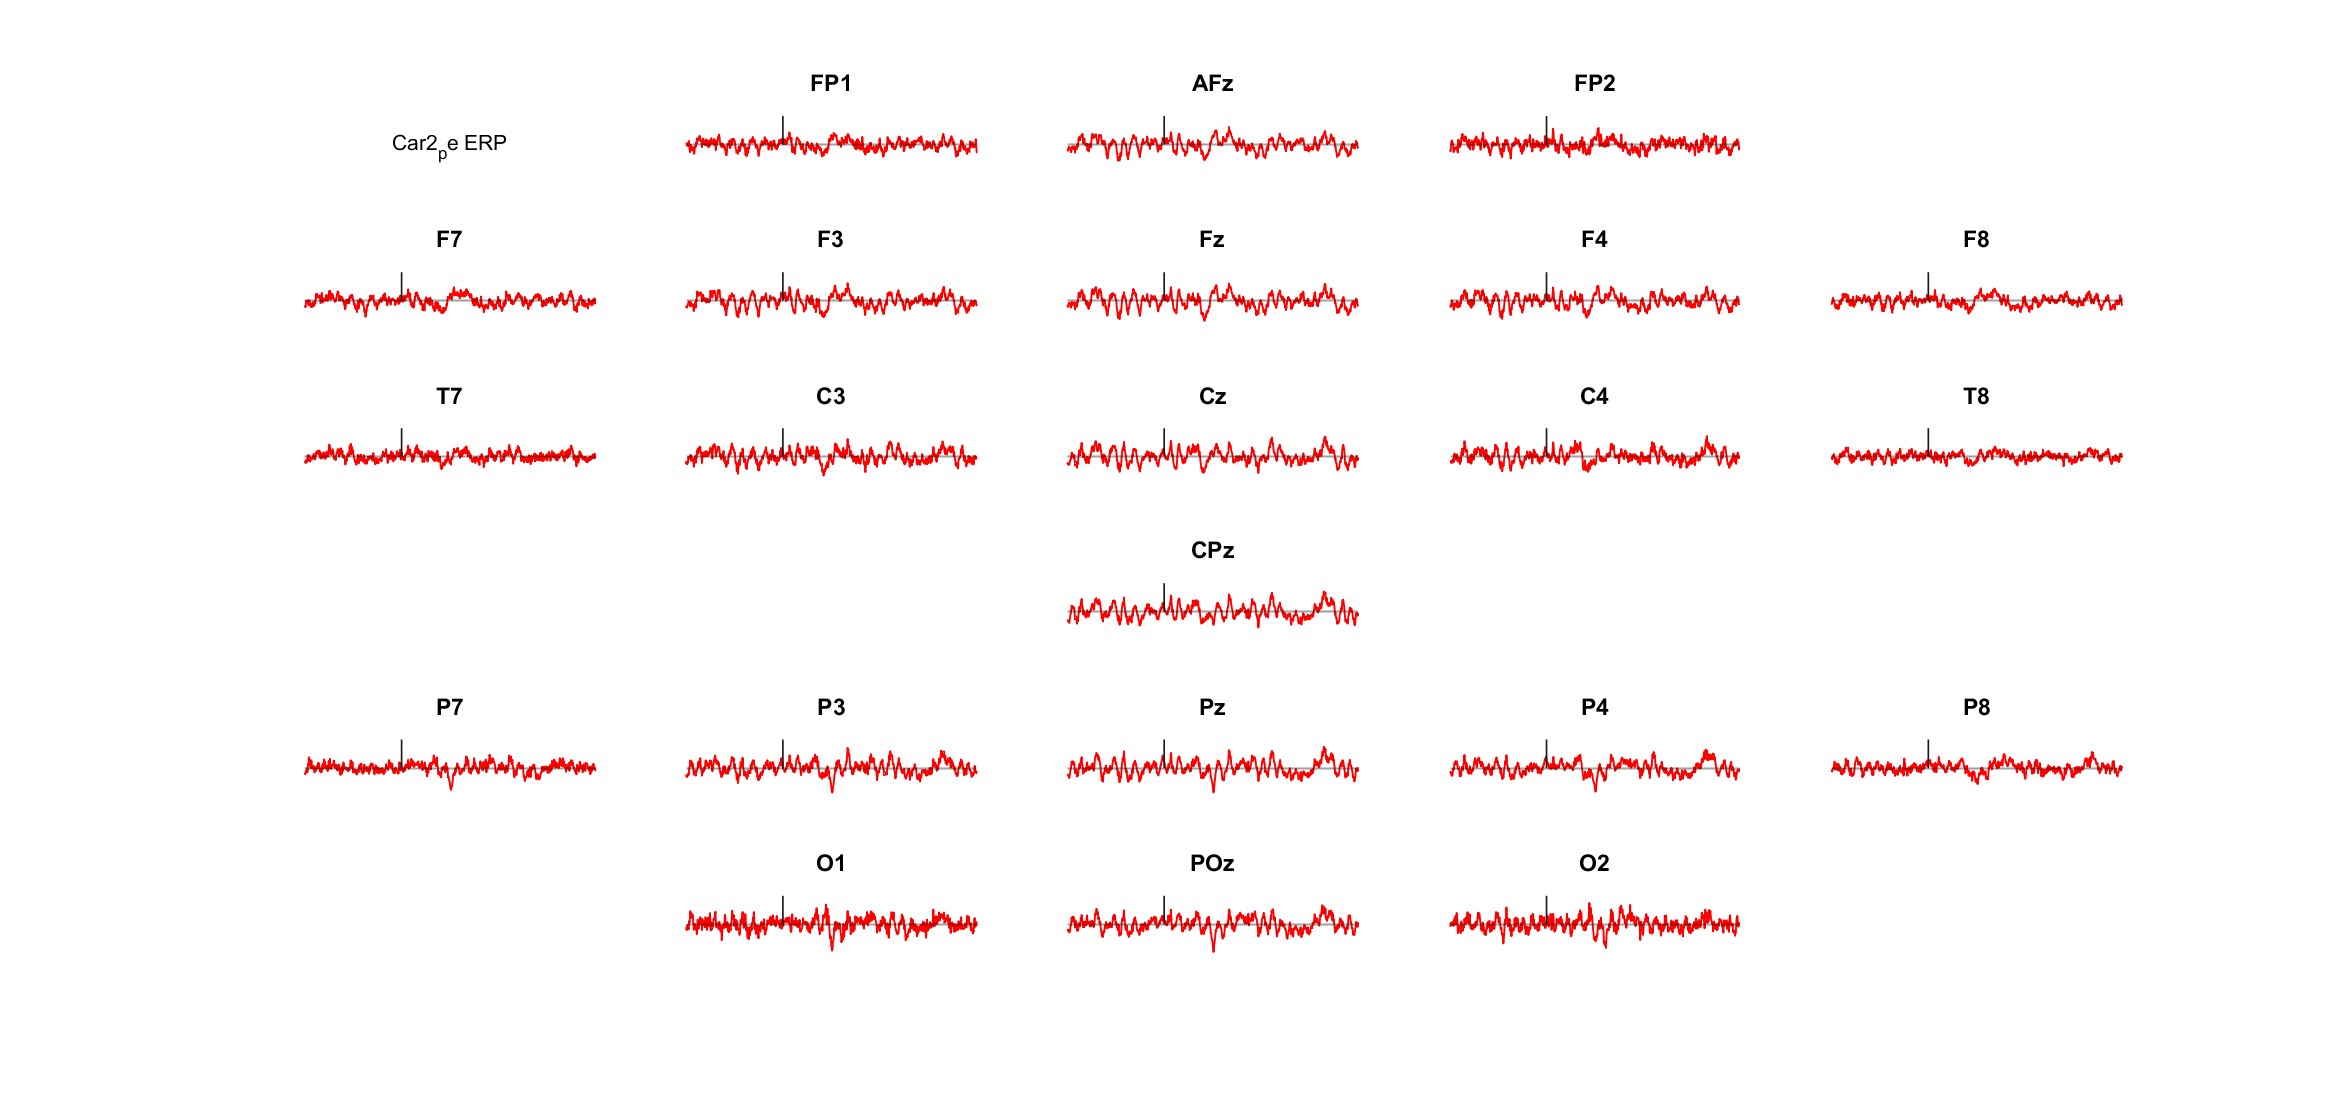 FP1 AFz FP2
Car2pe ERP
F7 F3 Fz F4 F8
T7 C3 Cz C4 T8
CPz
P7 P3 Pz P4 P8
O1 POz O2